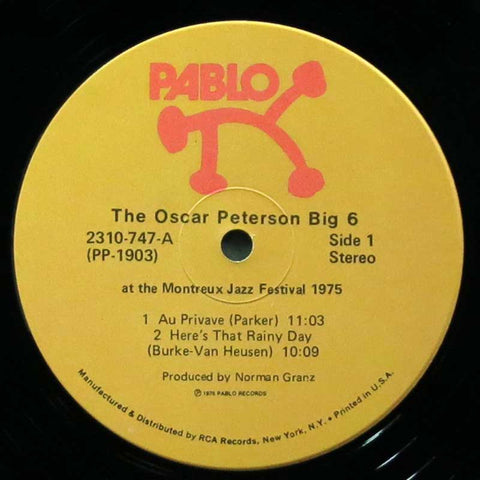 PABLO
The Oscar Peterson Big 6
2310-747-A Side 1
(PP-1903) Stereo
at the Montreux Jazz Festival 1975
1 Au Privave (Parker) 11:03
2 Here's That Rainy Day
(Burke-Van Heusen) 10:09
Produced by Norman Granz
Ⓟ 1975 PABLO RECORDS
Manufactured & Distributed by RCA Records, New York, N.Y. • Printed in U.S.A.